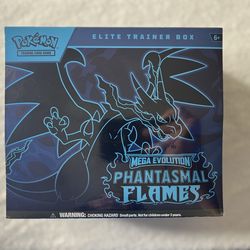 Pokémon
TRADING CARD GAME
ELITE TRAINER BOX
6+
MEGA EVOLUTION
PHANTASMAL
FLAMES
WARNING: CHOKING HAZARD-Small parts. Not for children under 3 years.